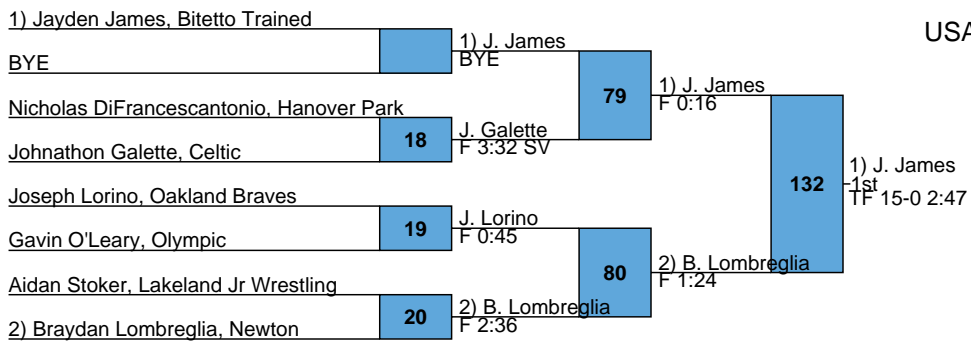 1) Jayden James, Bitetto Trained
BYE
Nicholas DiFrancescantonio, Hanover Park
Johnathon Galette, Celtic
Joseph Lorino, Oakland Braves
Gavin O'Leary, Olympic
Aidan Stoker, Lakeland Jr Wrestling
2) Braydan Lombreglia, Newton
18
19
20
1) J. James
BYE
J. Galette
F 3:32 SV
J. Lorino
F 0:45
2) B. Lombreglia
F 2:36
79
80
1) J. James
F 0:16
2) B. Lombreglia
F 1:24
132
1) J. James
1st
TF 15-0 2:47
USA